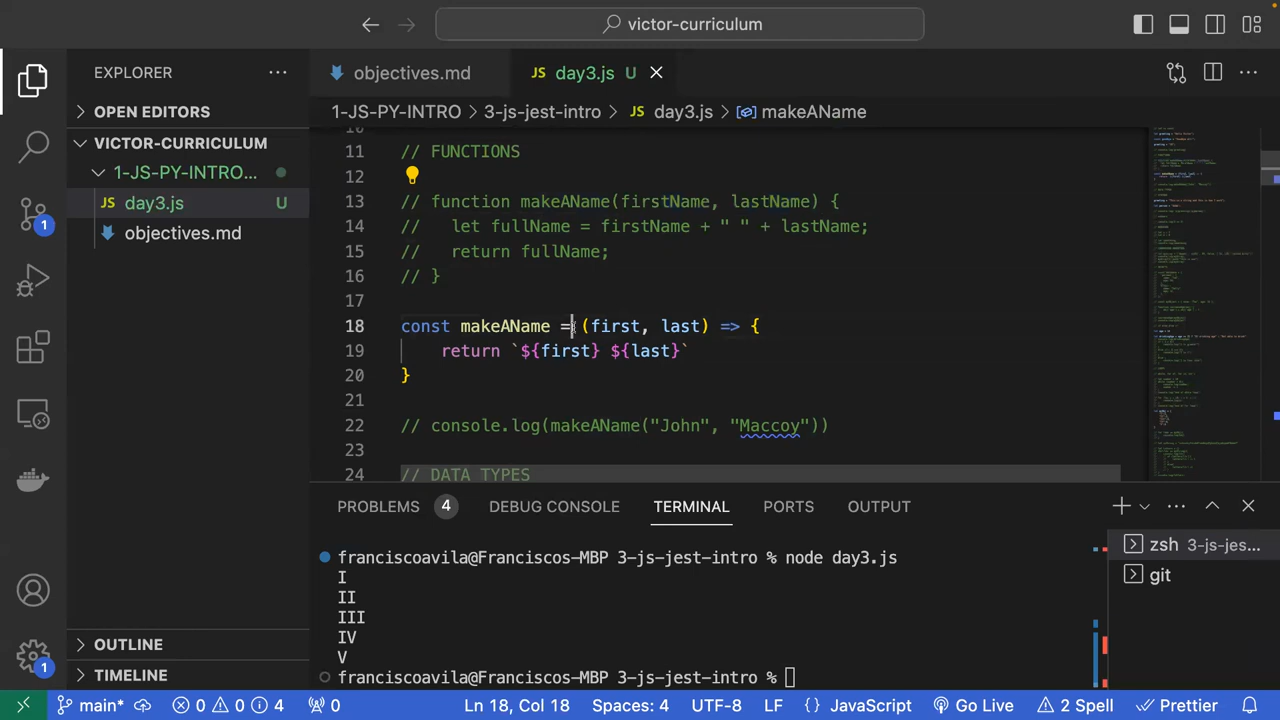 victor-curriculum
EXPLORER
objectives.md
JS day3.js U
OPEN EDITORS
1-JS-PY-INTRO > 3-js-jest-intro > JS day3.js > makeAName
VICTOR-CURRICULUM
1-JS-PY-INTRO...
JS day3.js U
objectives.md
11 // FUNCTIONS
12
13 // function makeAName(firstName, lastName) {
14 //   let fullName = firstName + " " + lastName;
15 //   return fullName;
16 // }
17
18 const makeAName = (first, last) => {
19     return `${first} ${last}`
20 }
21
22 // console.log(makeAName("John", "Maccoy"))
23
24 // DATA TYPES
PROBLEMS 4 DEBUG CONSOLE TERMINAL PORTS OUTPUT
franciscoavila@Franciscos-MBP 3-js-jest-intro % node day3.js
I
II
III
IV
V
franciscoavila@Franciscos-MBP 3-js-jest-intro %
zsh 3-js-jes...
git
1
OUTLINE
TIMELINE
1
main* 0 0 4 0 Ln 18, Col 18 Spaces: 4 UTF-8 LF {} JavaScript Go Live 2 Spell Prettier